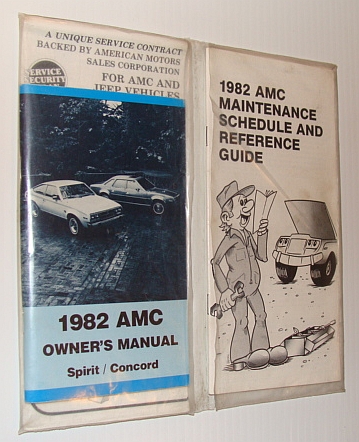 A UNIQUE SERVICE CONTRACT
BACKED BY AMERICAN MOTORS
SALES CORPORATION
FOR AMC AND
JEEP VEHICLES
SERVICE
SECURITY
1982 AMC
OWNER'S MANUAL
Spirit / Concord
1982 AMC
MAINTENANCE
SCHEDULE AND
REFERENCE
GUIDE